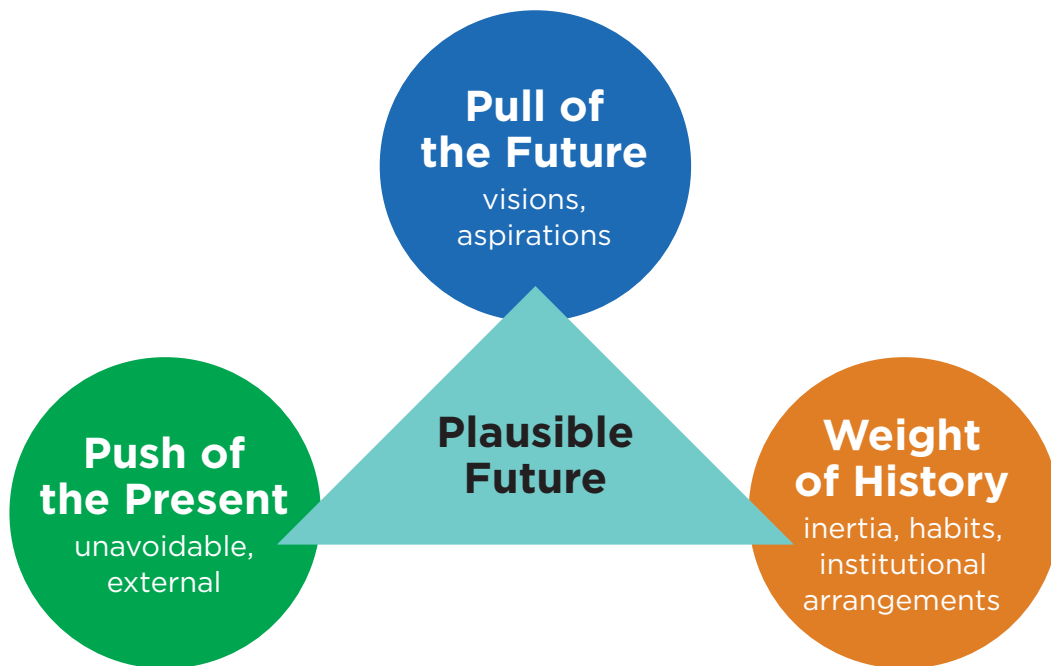 Pull of
the Future
visions,
aspirations
Plausible
Future
Push of
the Present
unavoidable,
external
Weight
of History
inertia, habits,
institutional
arrangements